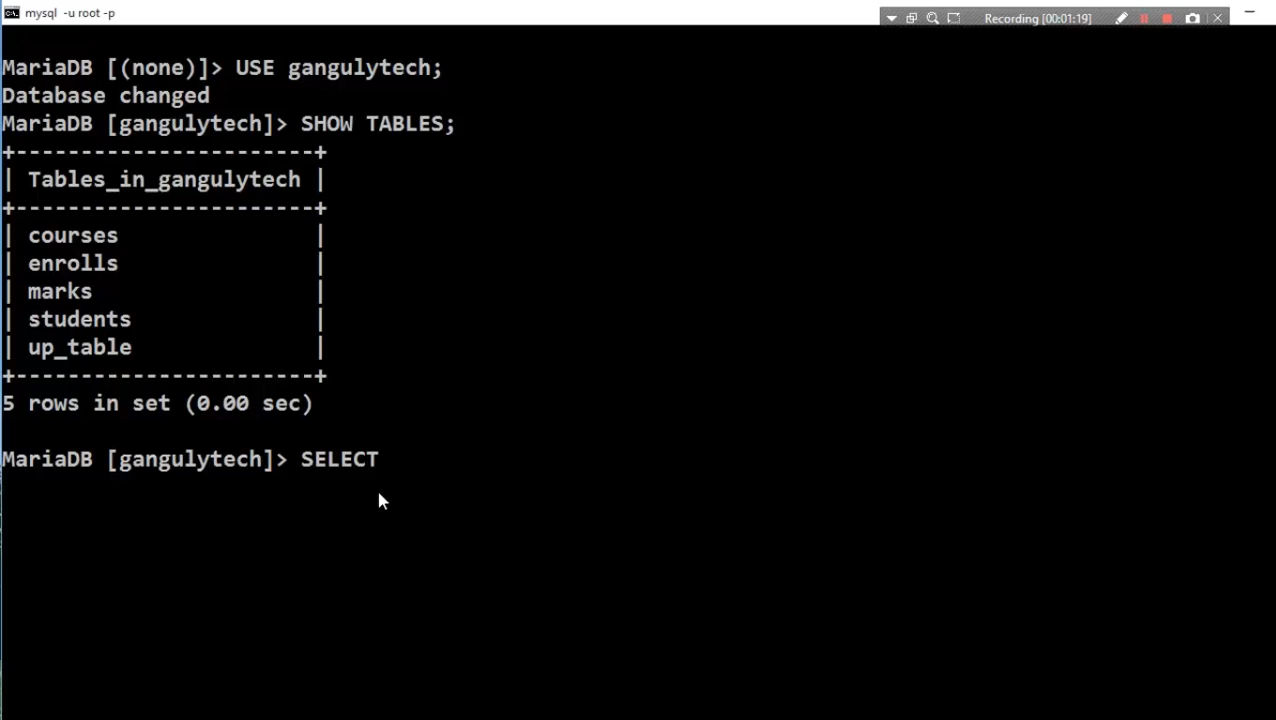 mysql -u root -p
Recording [00:01:19]
MariaDB [(none)]> USE gangulytech;
Database changed
MariaDB [gangulytech]> SHOW TABLES;
+-----------------------+
| Tables_in_gangulytech |
+-----------------------+
| courses               |
| enrolls               |
| marks                 |
| students              |
| up_table              |
+-----------------------+
5 rows in set (0.00 sec)
MariaDB [gangulytech]> SELECT